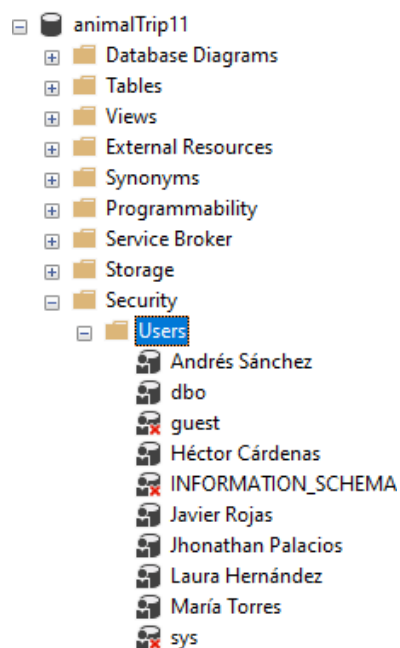 animalTrip11
Database Diagrams
Tables
Views
External Resources
Synonyms
Programmability
Service Broker
Storage
Security
Users
Andrés Sánchez
dbo
guest
Héctor Cárdenas
INFORMATION_SCHEMA
Javier Rojas
Jhonathan Palacios
Laura Hernández
María Torres
sys